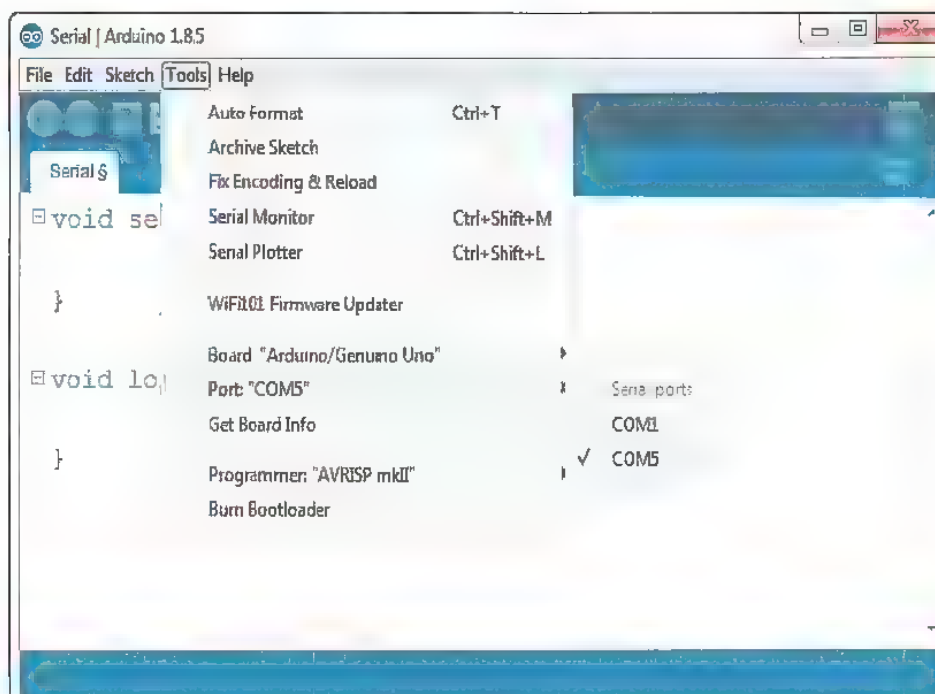 Serial | Arduino 1.8.5
File Edit Sketch Tools Help
Serial §
void se
}
void lo
}
Auto Format Ctrl+T
Archive Sketch
Fix Encoding & Reload
Serial Monitor Ctrl+Shift+M
Serial Plotter Ctrl+Shift+L
WiFi101 Firmware Updater
Board "Arduino/Genuino Uno"
Port: "COM5"
Get Board Info
Programmer: "AVRISP mkII"
Burn Bootloader
Serial ports
COM1
COM5